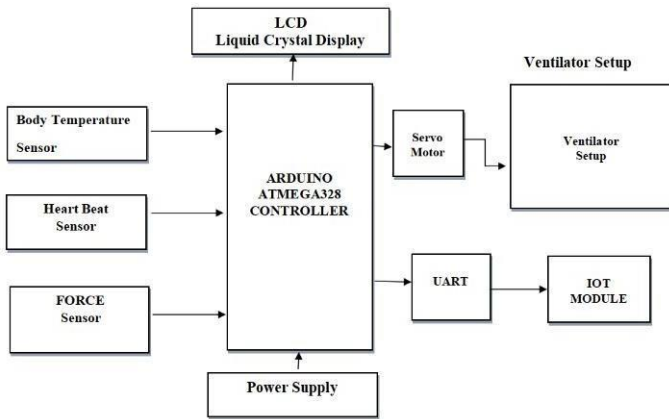 LCD
Liquid Crystal Display
Ventilator Setup
Body Temperature
Sensor
Servo
Motor
Ventilator
Setup
ARDUINO
ATMEGA328
CONTROLLER
Heart Beat
Sensor
UART
IOT
MODULE
FORCE
Sensor
Power Supply